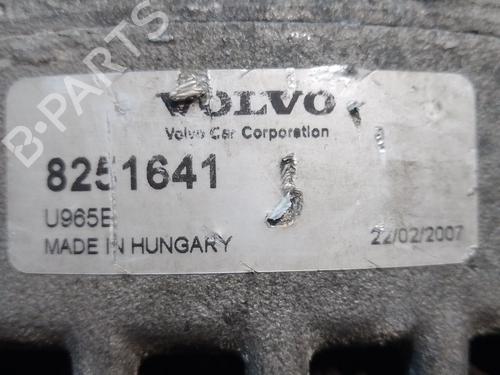 B-PARTS
VOLVO
Volvo Car Corporation
8251641
U965E
MADE IN HUNGARY
22/02/2007